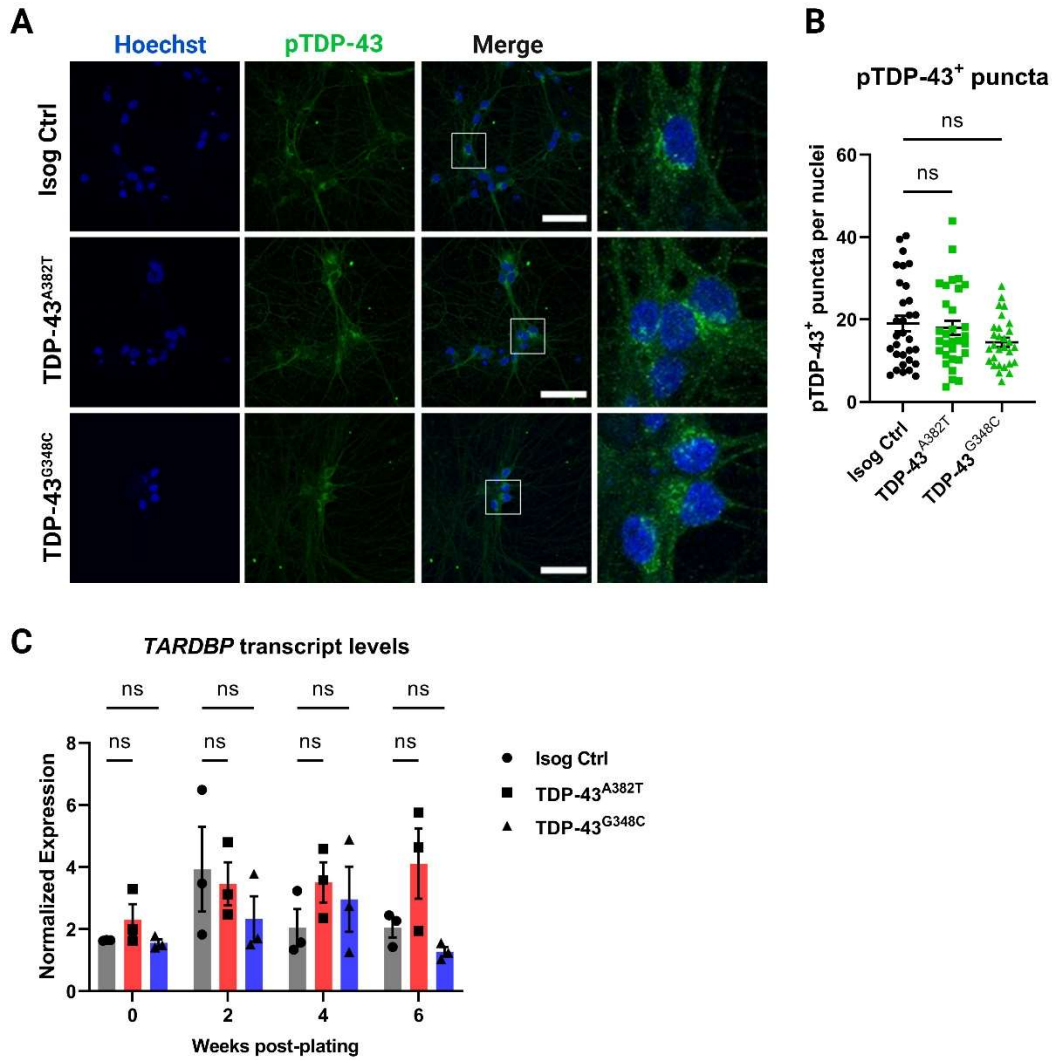 A
Hoechst pTDP-43 Merge
Isog Ctrl
TDP-43A382T
TDP-43G348C
B
pTDP-43+ puncta
ns
ns
pTDP-43+ puncta per nuclei
60
40
20
0
Isog Ctrl
TDP-43A382T
TDP-43G348C
C
TARDBP transcript levels
ns ns ns ns
ns ns ns ns
Normalized Expression
8
6
4
2
0
0 2 4 6
Weeks post-plating
Isog Ctrl
TDP-43A382T
TDP-43G348C